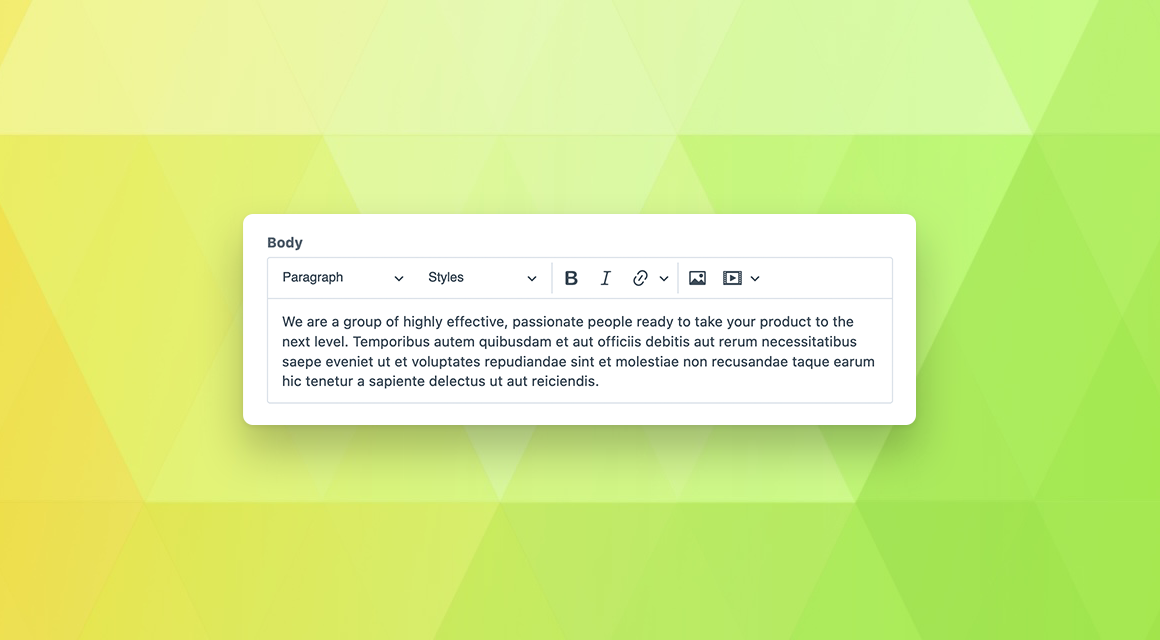 Body
Paragraph Styles B I
We are a group of highly effective, passionate people ready to take your product to the
next level. Temporibus autem quibusdam et aut officiis debitis aut rerum necessitatibus
saepe eveniet ut et voluptates repudiandae sint et molestiae non recusandae taque earum
hic tenetur a sapiente delectus ut aut reiciendis.